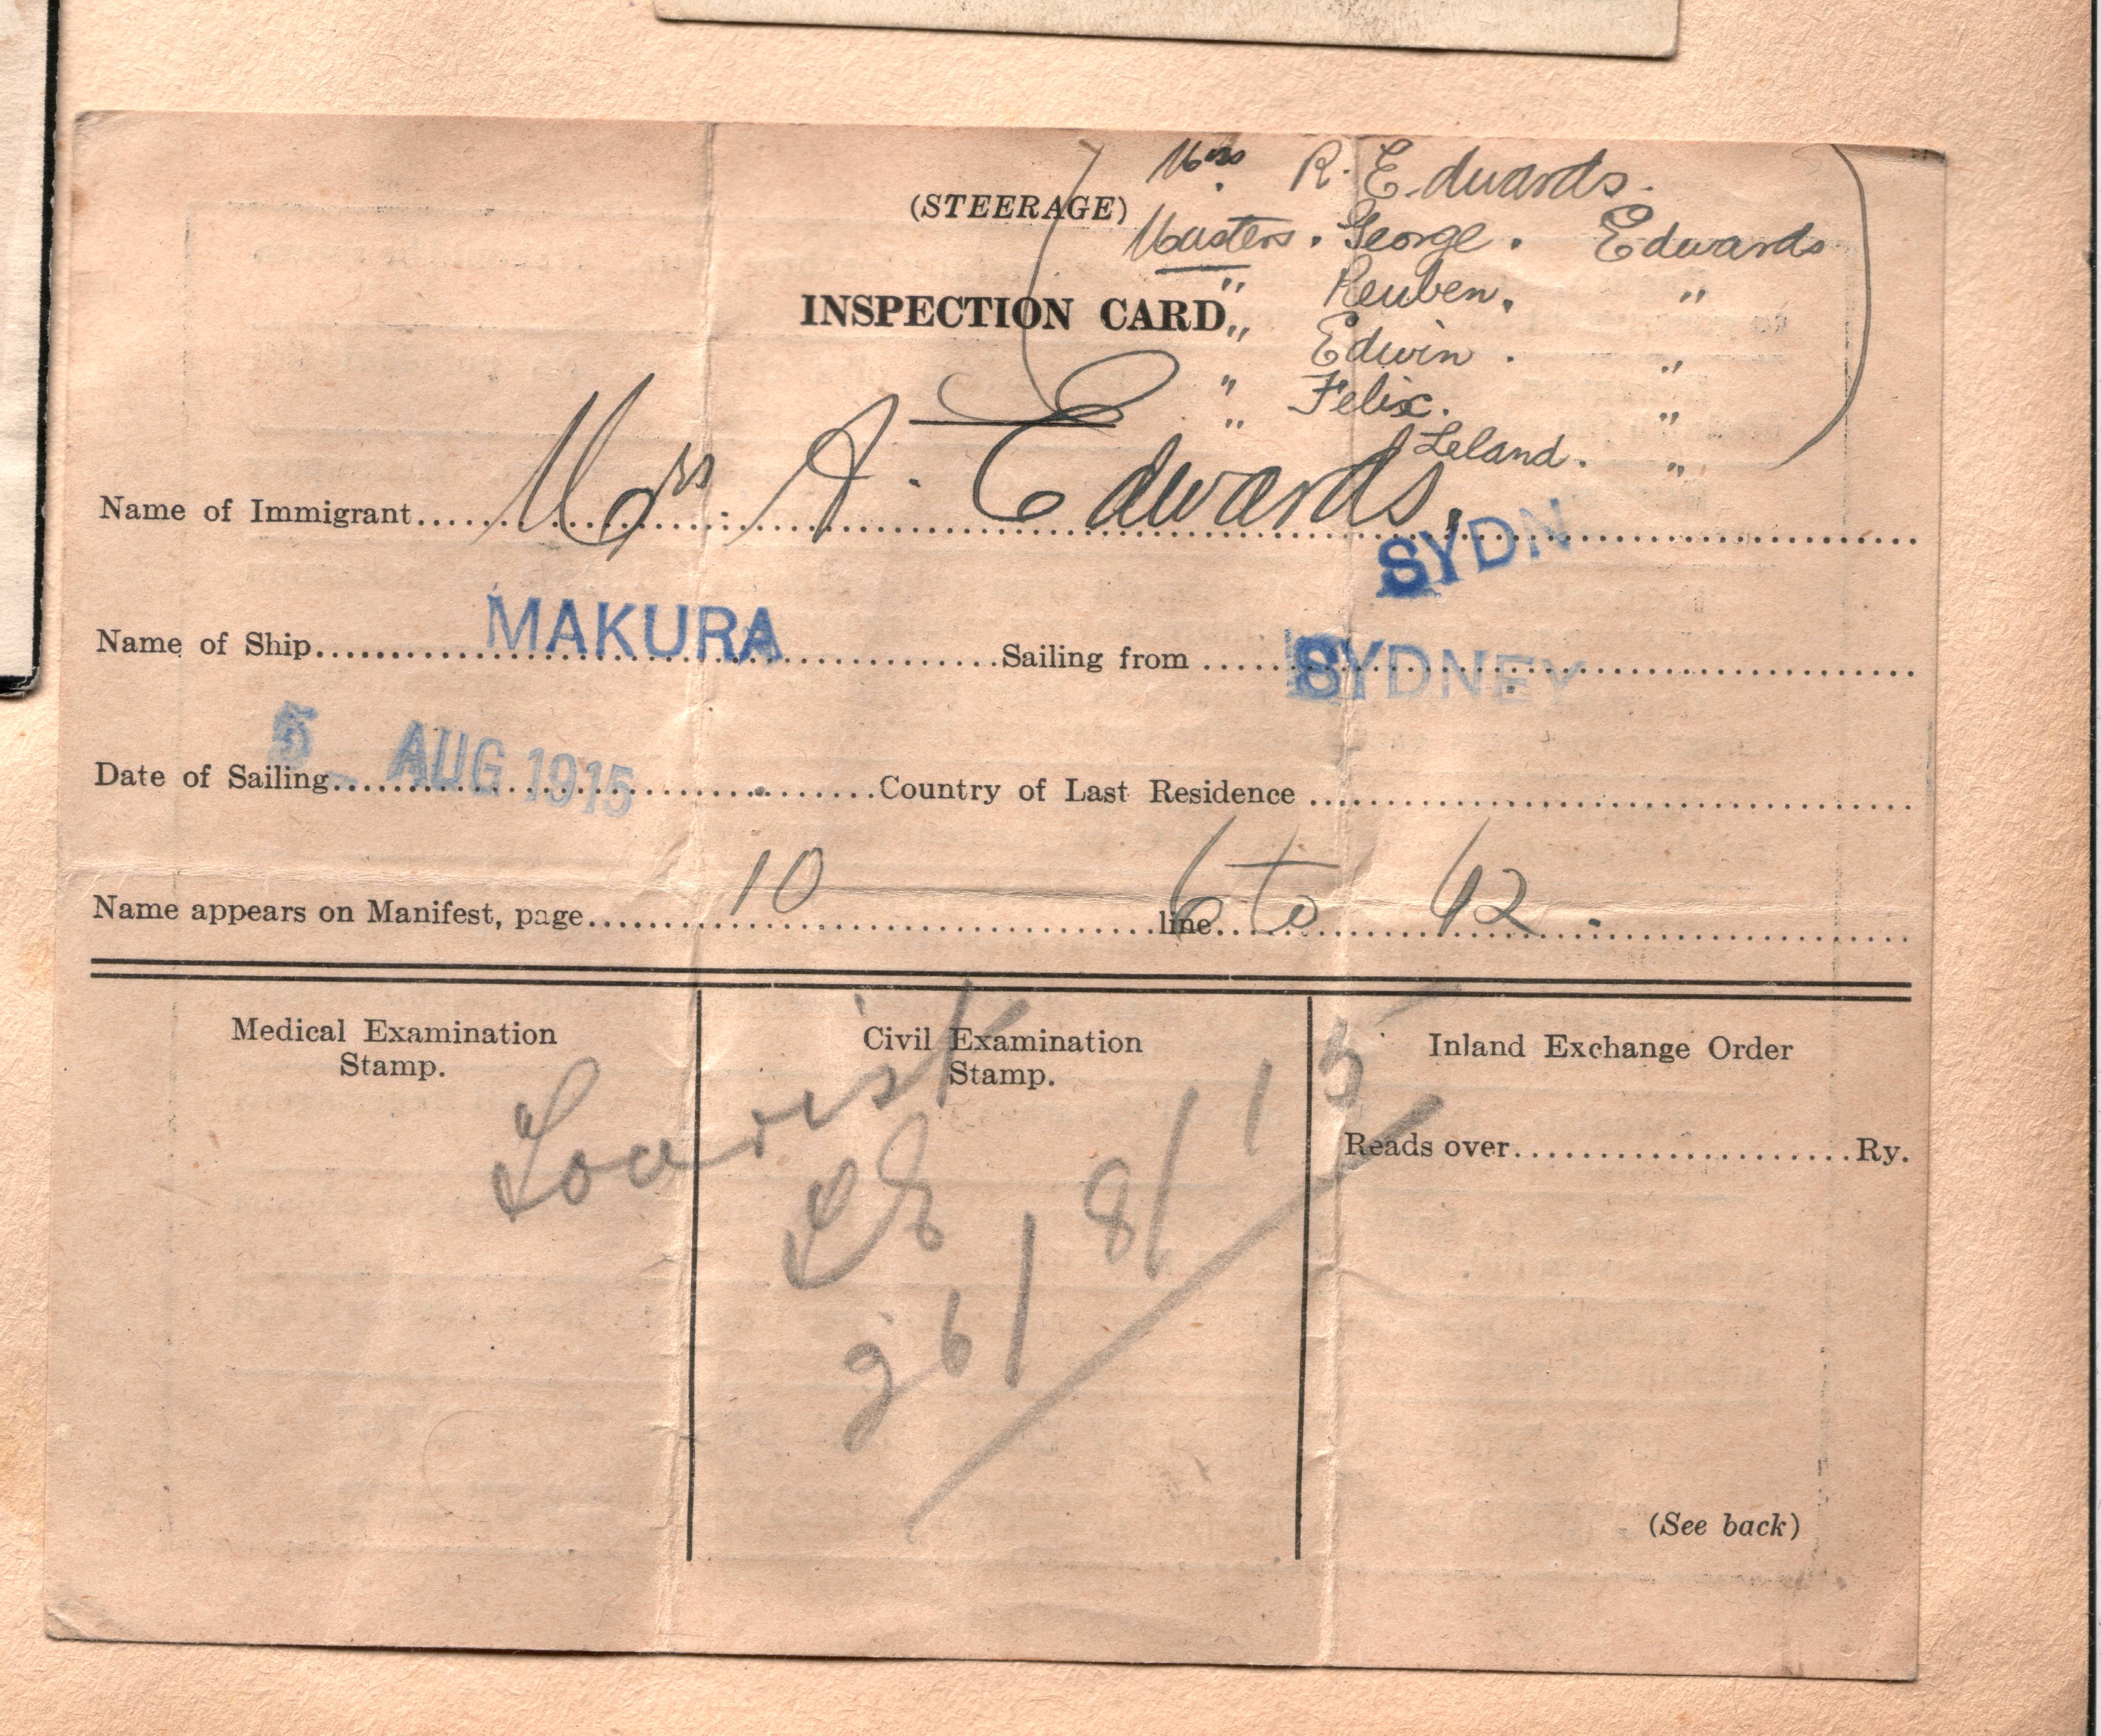 Mrs R. Edwards.
(STEERAGE)
Masters. George. Edwards
" Reuben. "
INSPECTION CARD
" Edwin. "
" Felix. "
" Leland. "
Name of Immigrant Mrs A. Edwards.
SYDN
Name of Ship MAKURA Sailing from SYDNEY
Date of Sailing 5 AUG 1915 Country of Last Residence
Name appears on Manifest, page 10 line 6 to 12.
Medical Examination Stamp.
Civil Examination Stamp.
Inland Exchange Order
Tourist
Reads over Ry.
8/15
(See back)